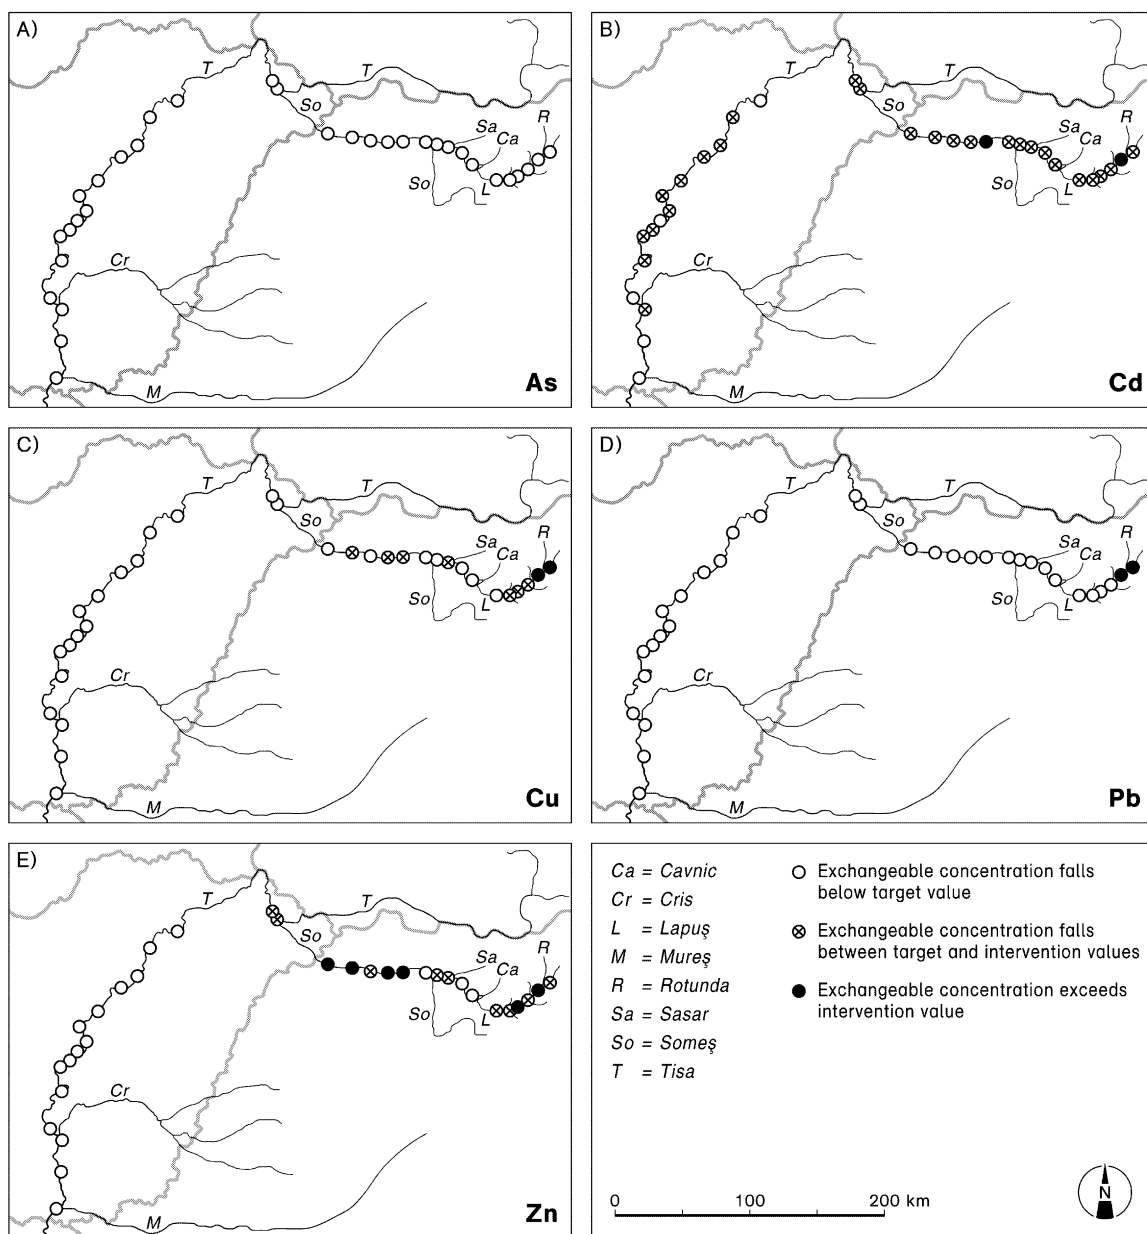 A)
T
T
So
Sa
Ca
R
So
L
Cr
M
As
B)
T
T
So
Sa
Ca
R
So
L
Cr
M
Cd
C)
T
T
So
Sa
Ca
R
So
L
Cr
M
Cu
D)
T
T
So
Sa
Ca
R
So
L
Cr
M
Pb
E)
T
T
So
Sa
Ca
R
So
L
Cr
M
Zn
Ca = Cavnic
Cr = Cris
L = Lapuş
M = Mureş
R = Rotunda
Sa = Sasar
So = Someş
T = Tisa
Exchangeable concentration falls
below target value
Exchangeable concentration falls
between target and intervention values
Exchangeable concentration exceeds
intervention value
0 100 200 km
N